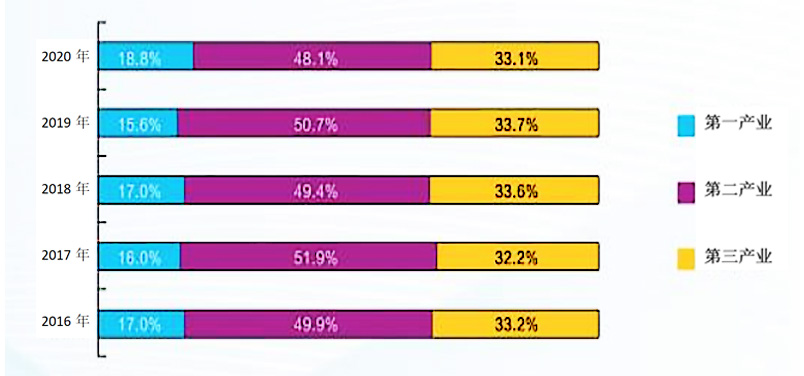 2020 年 18.8% 48.1% 33.1%
2019 年 15.6% 50.7% 33.7%
2018 年 17.0% 49.4% 33.6%
2017 年 16.0% 51.9% 32.2%
2016 年 17.0% 49.9% 33.2%
第一产业
第二产业
第三产业